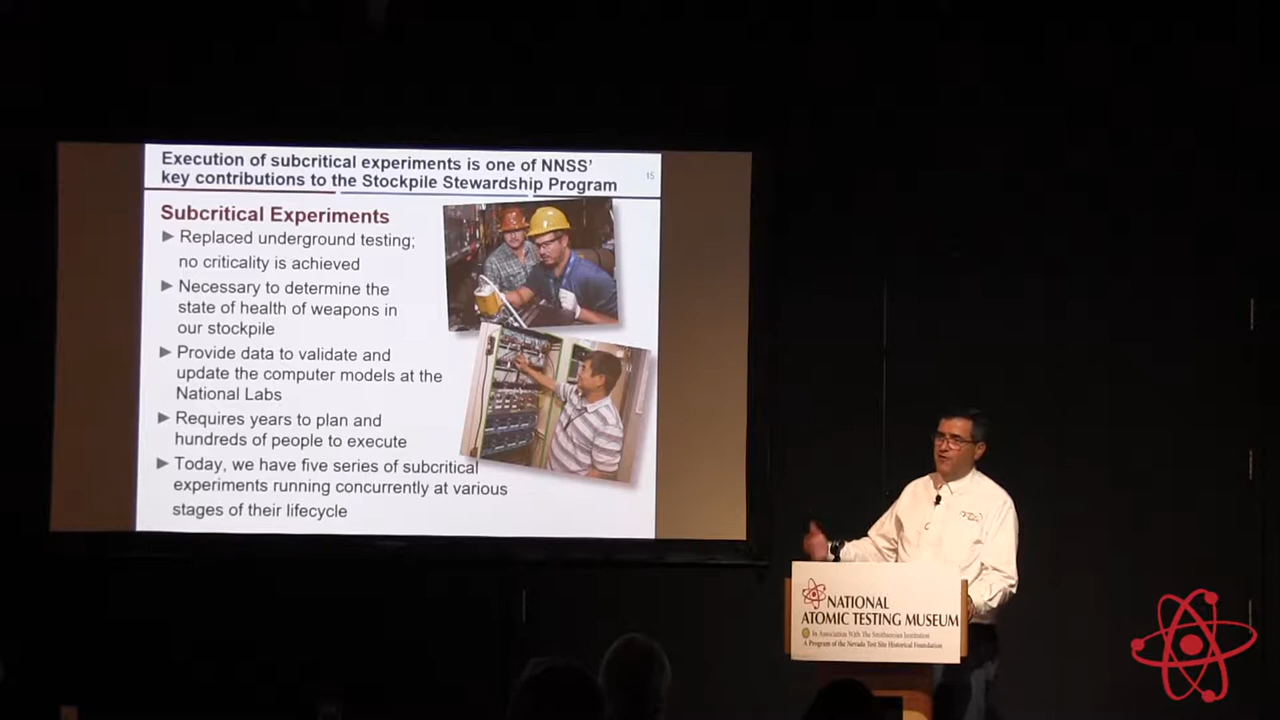 Execution of subcritical experiments is one of NNSS'
key contributions to the Stockpile Stewardship Program
15
Subcritical Experiments
Replaced underground testing;
no criticality is achieved
Necessary to determine the
state of health of weapons in
our stockpile
Provide data to validate and
update the computer models at the
National Labs
Requires years to plan and
hundreds of people to execute
Today, we have five series of subcritical
experiments running concurrently at various
stages of their lifecycle
NATIONAL
ATOMIC TESTING MUSEUM
In Association With The Smithsonian Institution
A Program of the Nevada Test Site Historical Foundation